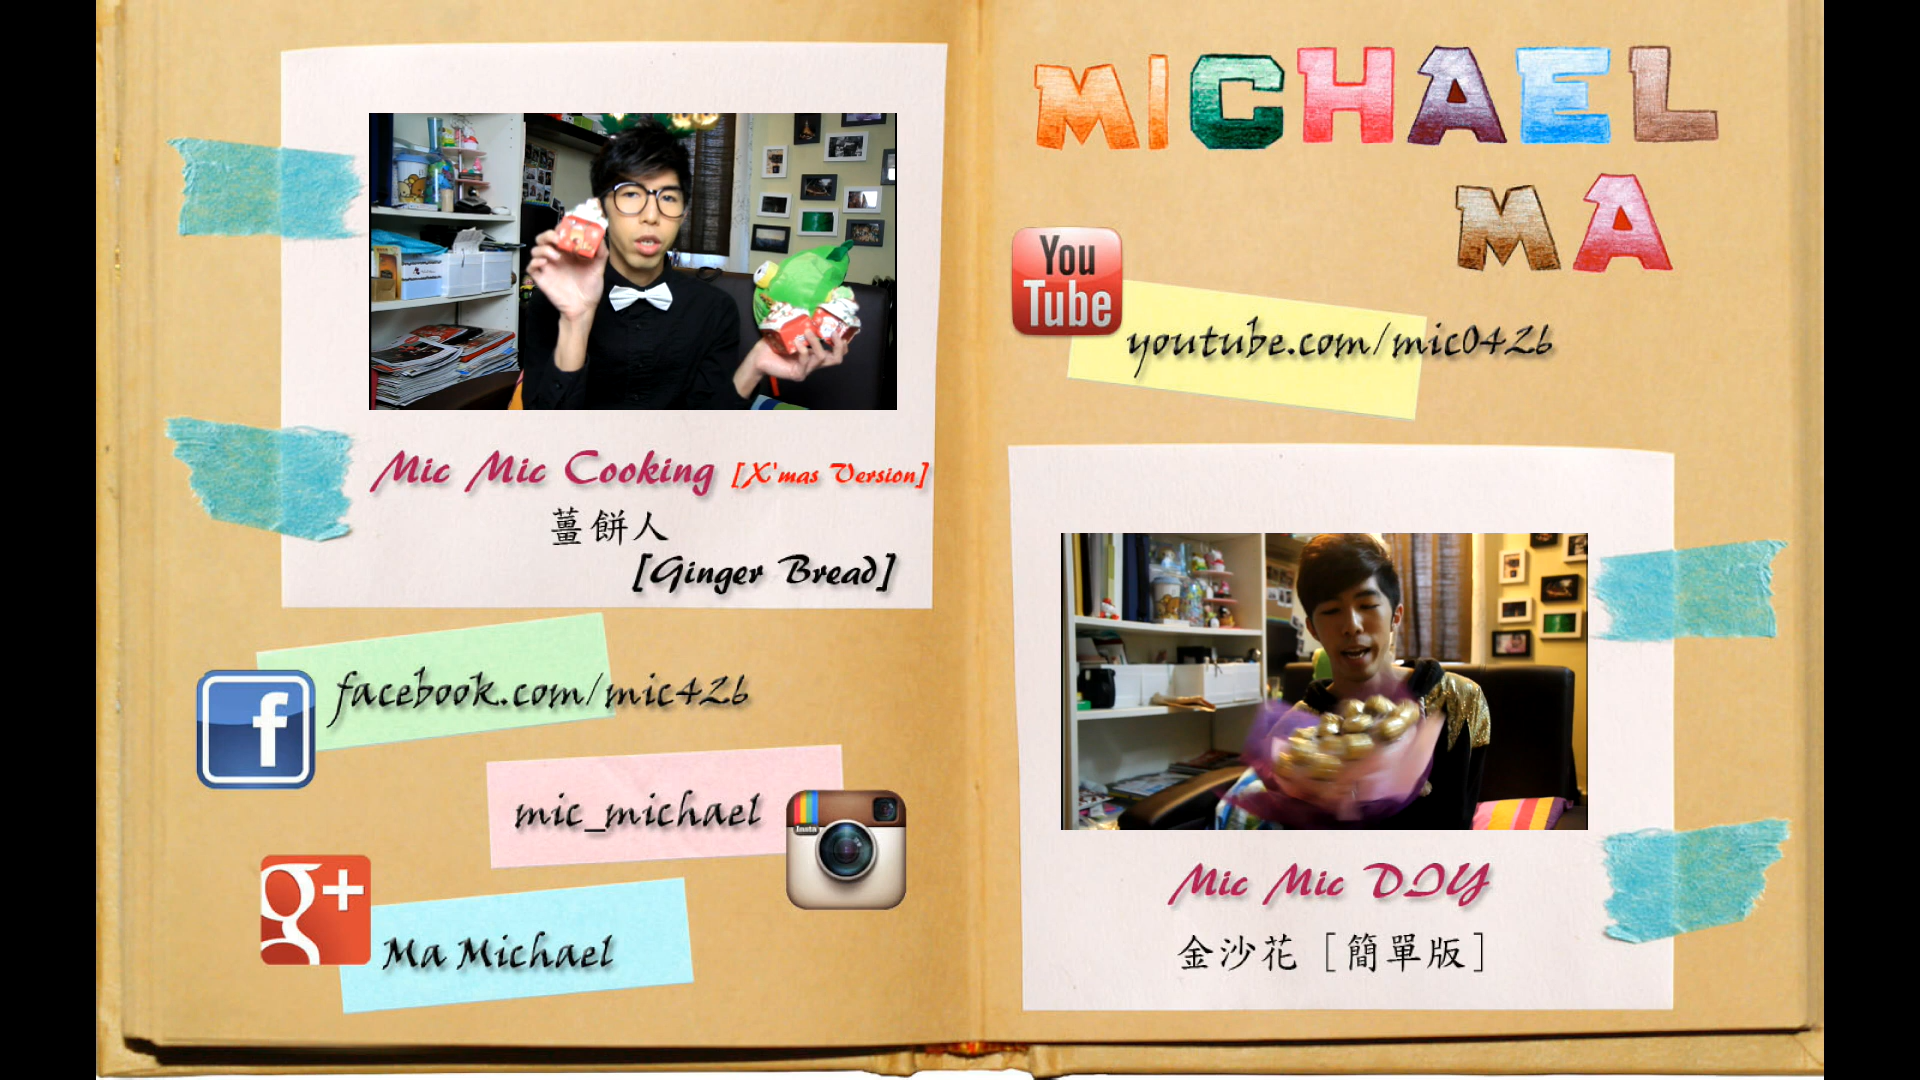 Mic Mic Cooking [X'mas Version]
薑餅人
[Ginger Bread]
facebook.com/mic426
mic_michael
Insta
g+
Ma Michael
MICHAEL
MA
You
Tube
youtube.com/mic0426
Mic Mic DIY
金沙花 [簡單版]